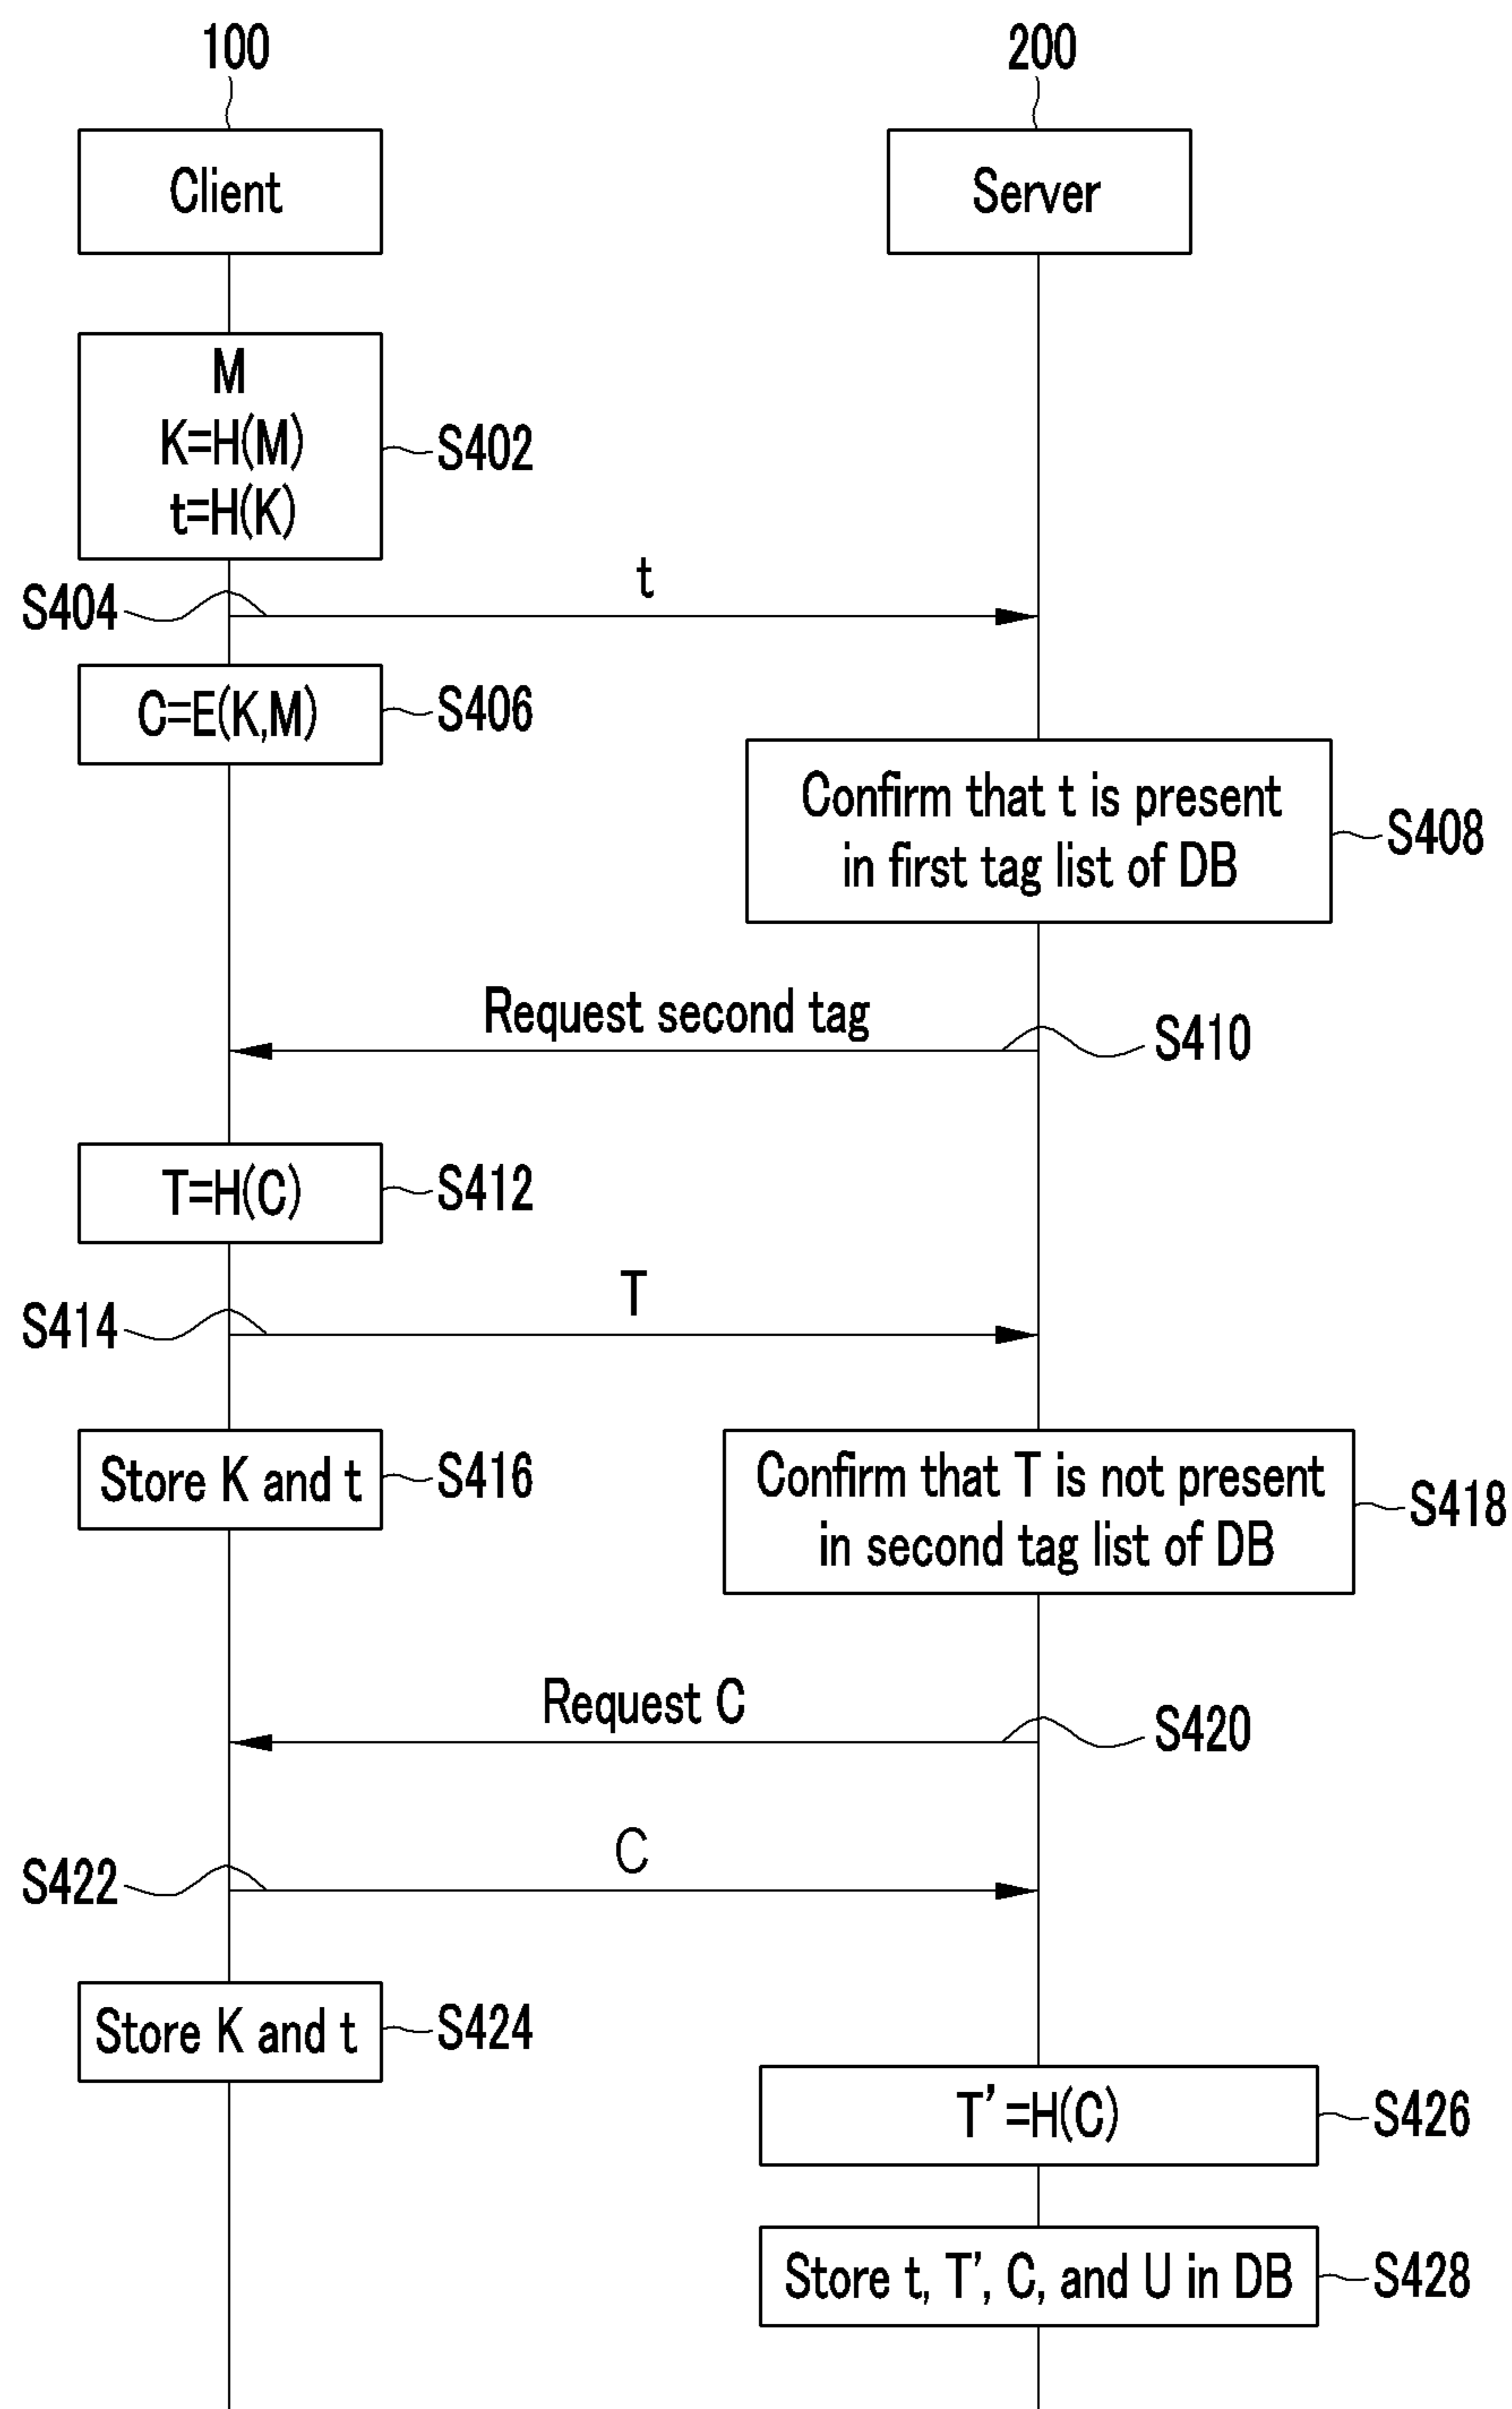 100
200
Client
Server
M
K=H(M)
t=H(K)
S402
t
S404
C=E(K,M)
S406
Confirm that t is present
in first tag list of DB
S408
Request second tag
S410
T=H(C)
S412
T
S414
Store K and t
S416
Confirm that T is not present
in second tag list of DB
S418
Request C
S420
C
S422
Store K and t
S424
T'=H(C)
S426
Store t, T', C, and U in DB
S428